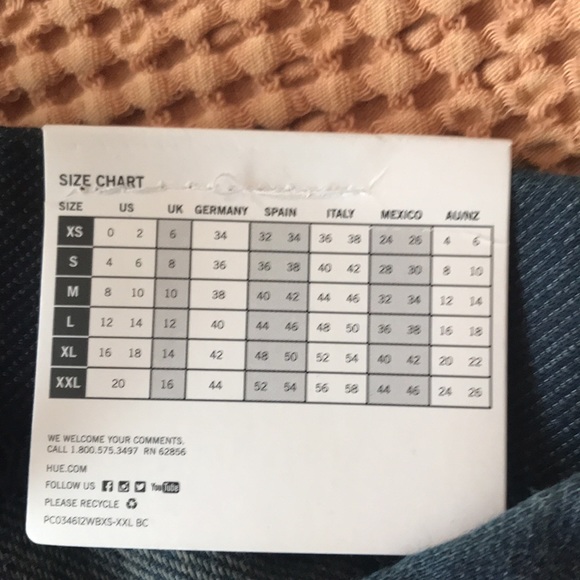 SIZE CHART
SIZE US UK GERMANY SPAIN ITALY MEXICO AU/NZ
XS 0 2 6 34 32 34 36 38 24 26 4 6
S 4 6 8 36 36 38 40 42 28 30 8 10
M 8 10 10 38 40 42 44 46 32 34 12 14
L 12 14 12 40 44 46 48 50 36 38 16 18
XL 16 18 14 42 48 50 52 54 40 42 20 22
XXL 20 16 44 52 54 56 58 44 46 24 26
WE WELCOME YOUR COMMENTS.
CALL 1.800.575.3497 RN 62856
HUE.COM
FOLLOW US YouTube
PLEASE RECYCLE
PC034612WBXS-XXL BC